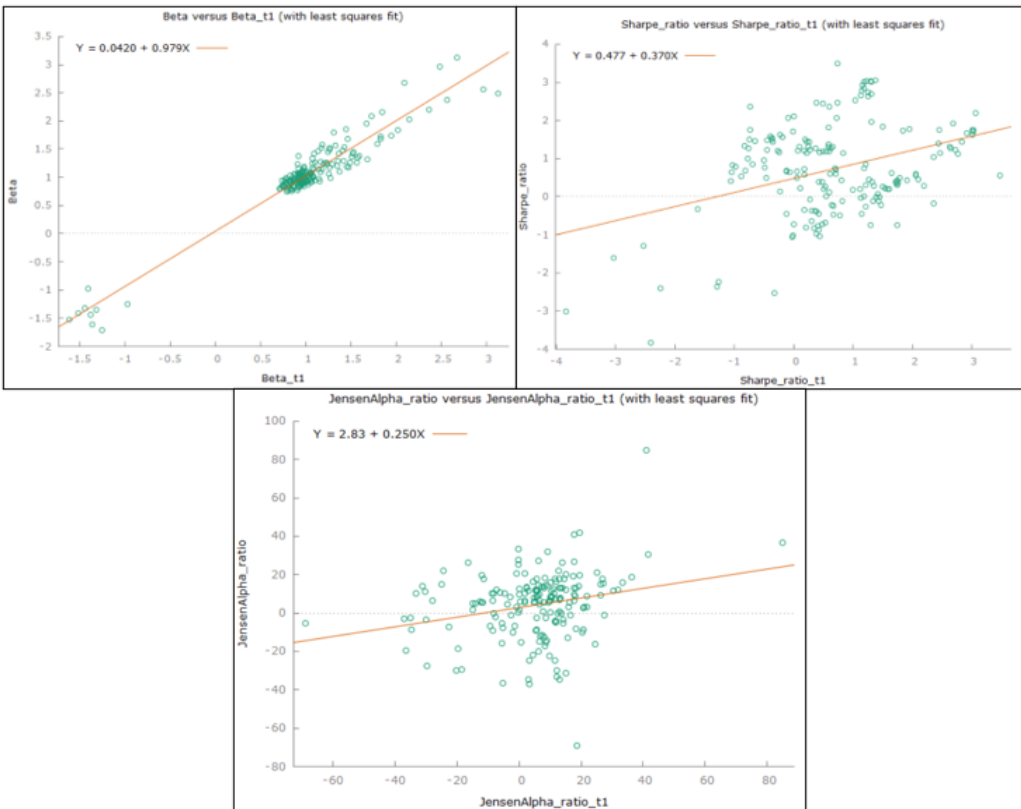 Beta versus Beta_t1 (with least squares fit)
Y = 0.0420 + 0.979X
3.5
3
2.5
2
1.5
1
0.5
0
-0.5
-1
-1.5
-2
Beta
-1.5 -1 -0.5 0 0.5 1 1.5 2 2.5 3
Beta_t1
Sharpe_ratio versus Sharpe_ratio_t1 (with least squares fit)
Y = 0.477 + 0.370X
4
3
2
1
0
-1
-2
-3
-4
Sharpe_ratio
-4 -3 -2 -1 0 1 2 3
Sharpe_ratio_t1
JensenAlpha_ratio versus JensenAlpha_ratio_t1 (with least squares fit)
Y = 2.83 + 0.250X
100
80
60
40
20
0
-20
-40
-60
-80
JensenAlpha_ratio
-60 -40 -20 0 20 40 60 80
JensenAlpha_ratio_t1